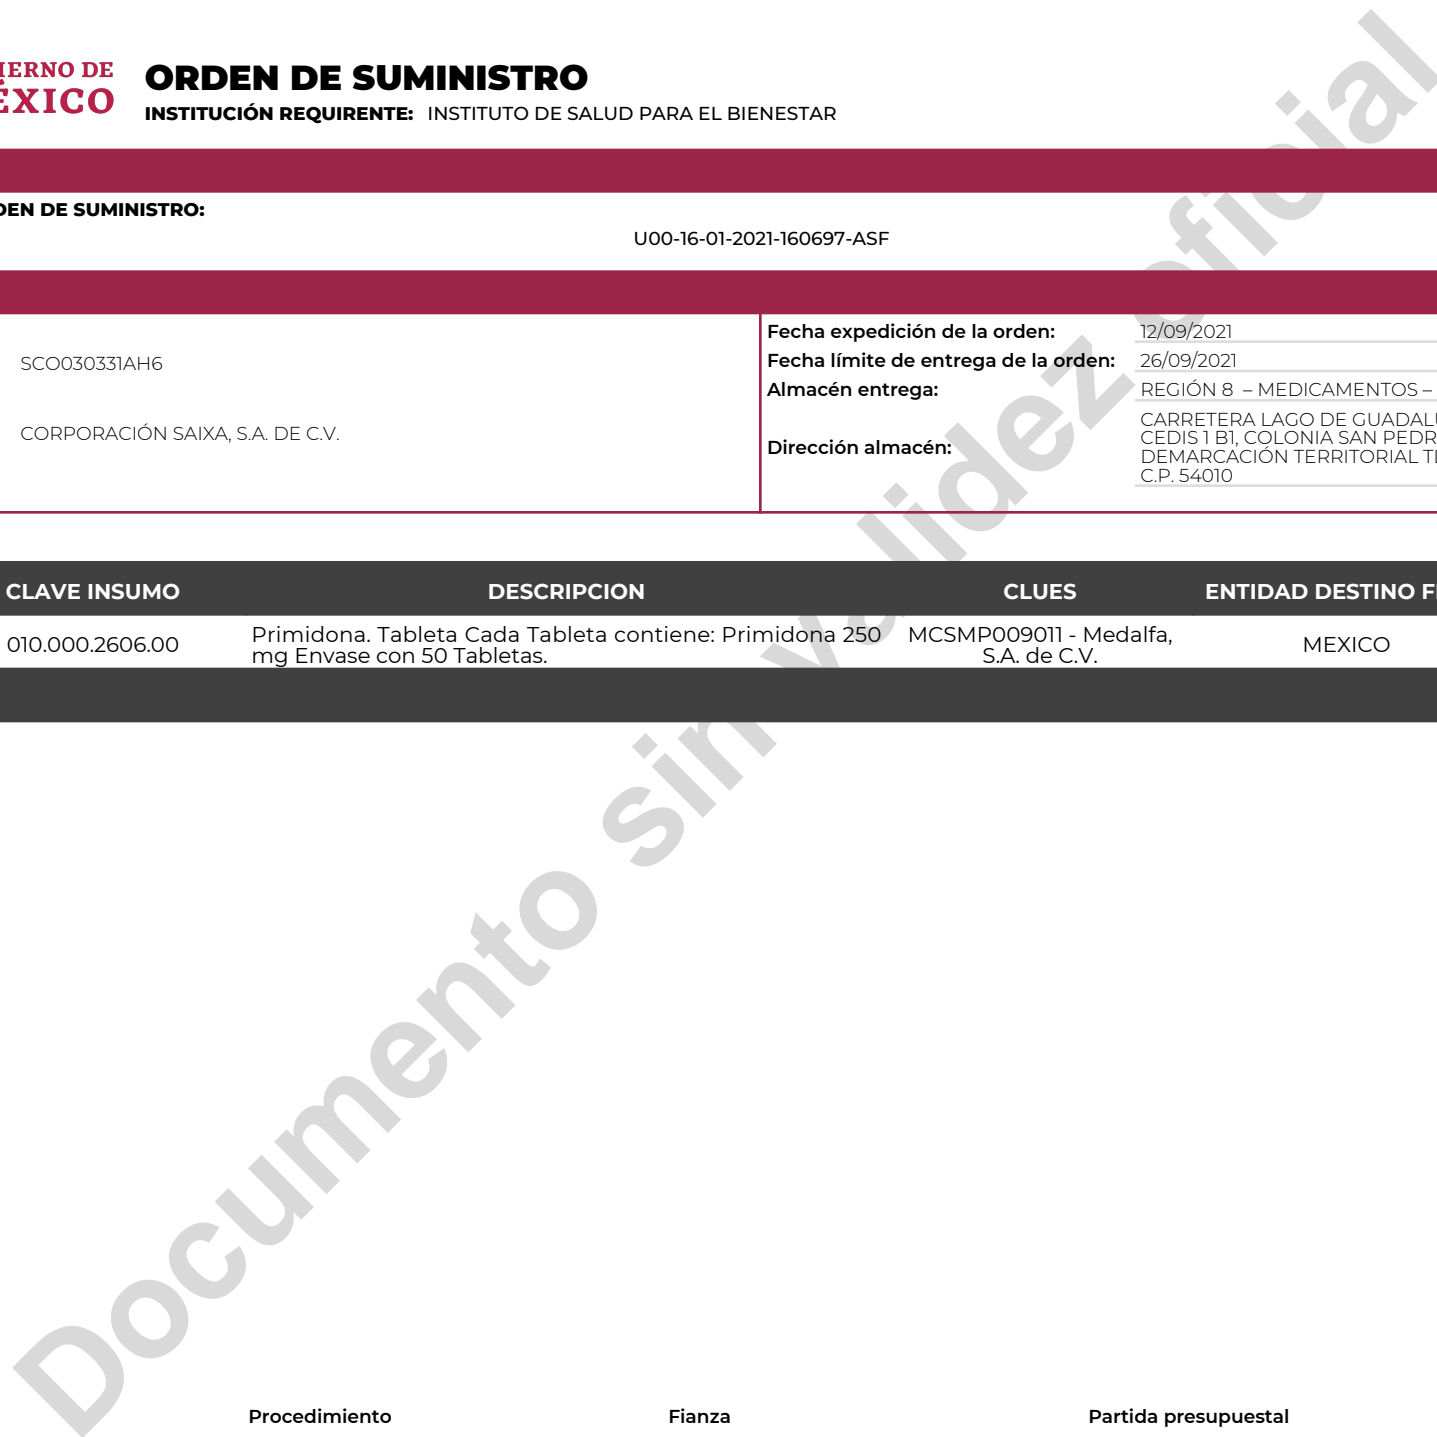 IERNO DE
ÉXICO
ORDEN DE SUMINISTRO
INSTITUCIÓN REQUIRENTE: INSTITUTO DE SALUD PARA EL BIENESTAR
DEN DE SUMINISTRO:
U00-16-01-2021-160697-ASF
SCO030331AH6
CORPORACIÓN SAIXA, S.A. DE C.V.
Fecha expedición de la orden: 12/09/2021
Fecha límite de entrega de la orden: 26/09/2021
Almacén entrega: REGIÓN 8 – MEDICAMENTOS –
Dirección almacén:
CARRETERA LAGO DE GUADALU
CEDIS 1 B1, COLONIA SAN PEDR
DEMARCACIÓN TERRITORIAL TL
C.P. 54010
CLAVE INSUMO DESCRIPCION CLUES ENTIDAD DESTINO F
010.000.2606.00
Primidona. Tableta Cada Tableta contiene: Primidona 250
mg Envase con 50 Tabletas.
MCSMP009011 - Medalfa,
S.A. de C.V.
MEXICO
Documento sin validez oficial
Procedimiento Fianza Partida presupuestal